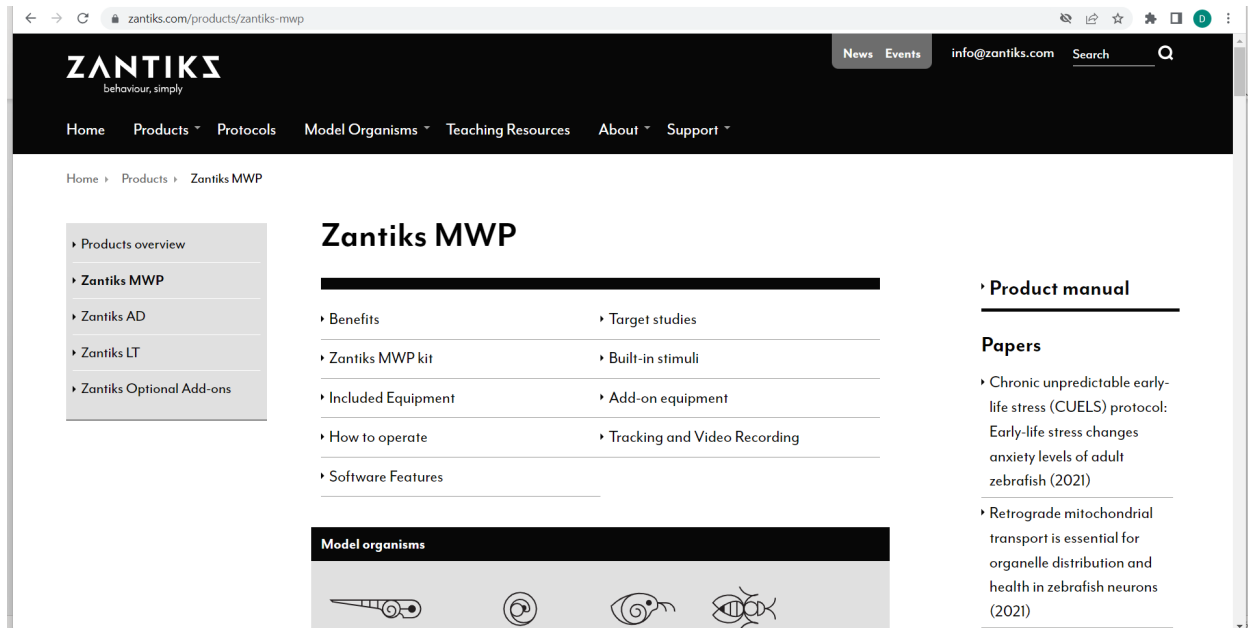 zantiks.com/products/zantiks-mwp
D
ZANTIKS
behaviour, simply
News Events
info@zantiks.com
Search
Home Products Protocols Model Organisms Teaching Resources About Support
Home Products Zantiks MWP
Products overview
Zantiks MWP
Zantiks AD
Zantiks LT
Zantiks Optional Add-ons
Zantiks MWP
Benefits
Target studies
Zantiks MWP kit
Built-in stimuli
Included Equipment
Add-on equipment
How to operate
Tracking and Video Recording
Software Features
Model organisms
Product manual
Papers
Chronic unpredictable early-
life stress (CUELS) protocol:
Early-life stress changes
anxiety levels of adult
zebrafish (2021)
Retrograde mitochondrial
transport is essential for
organelle distribution and
health in zebrafish neurons
(2021)